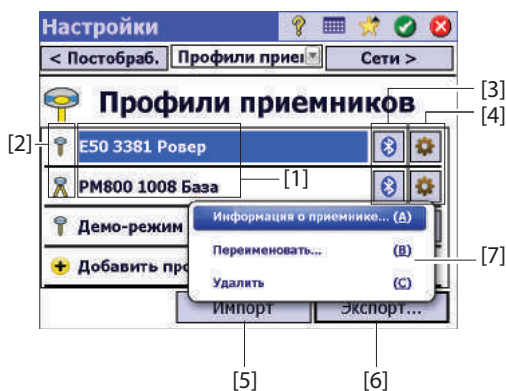 Настройки
< Постобраб. Профили прие Сети >
Профили приемников
[3]
[4]
[2]
E50 3381 Ровер
[1]
PM800 1008 База
Информация о приемнике... (A)
Демо-режим
Переименовать... (B)
[7]
Добавить про
Удалить (C)
Импорт Экспорт...
[5] [6]